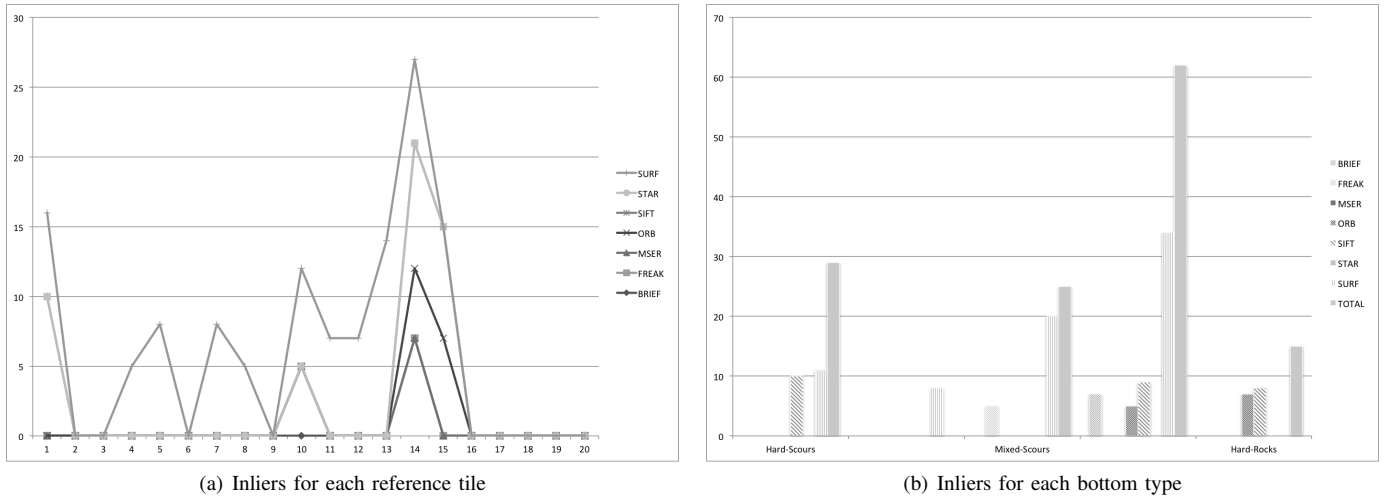 30
25
20
15
10
5
0
1 2 3 4 5 6 7 8 9 10 11 12 13 14 15 16 17 18 19 20
SURF
STAR
SIFT
ORB
MSER
FREAK
BRIEF
(a) Inliers for each reference tile
70
60
50
40
30
20
10
0
Hard-Scours Mixed-Scours Hard-Rocks
BRIEF
FREAK
MSER
ORB
SIFT
STAR
SURF
TOTAL
(b) Inliers for each bottom type